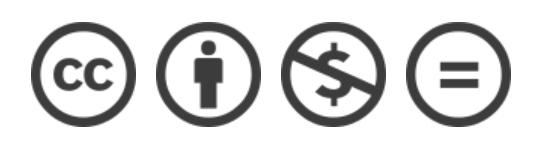 cc $ =